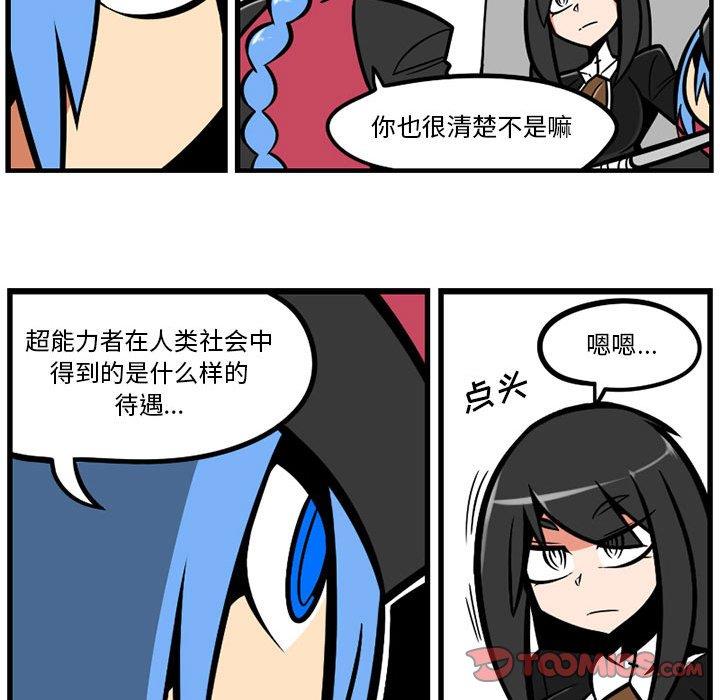 你也很清楚不是嘛
超能力者在人类社会中
得到的是什么样的
待遇...
嗯嗯...
点头
TOOMICS.COM